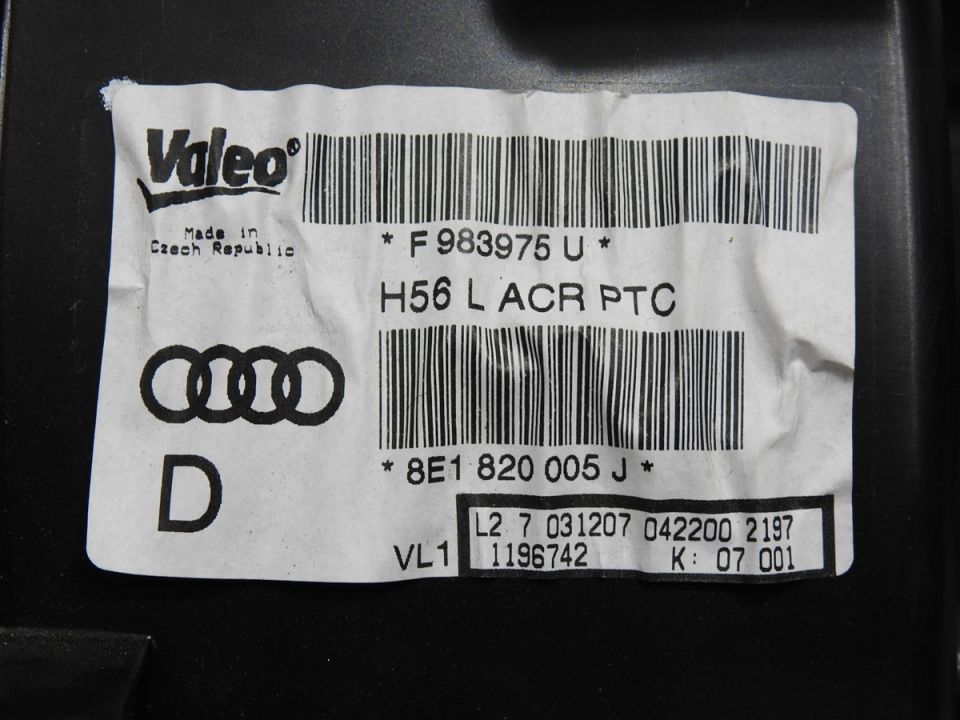 Valeo®
Made in
Czech Republic
* F 983975 U *
H56 L ACR PTC
* 8E1 820 005 J *
D
VL1
L2 7 031207 042200 2197
1196742 K: 07 001